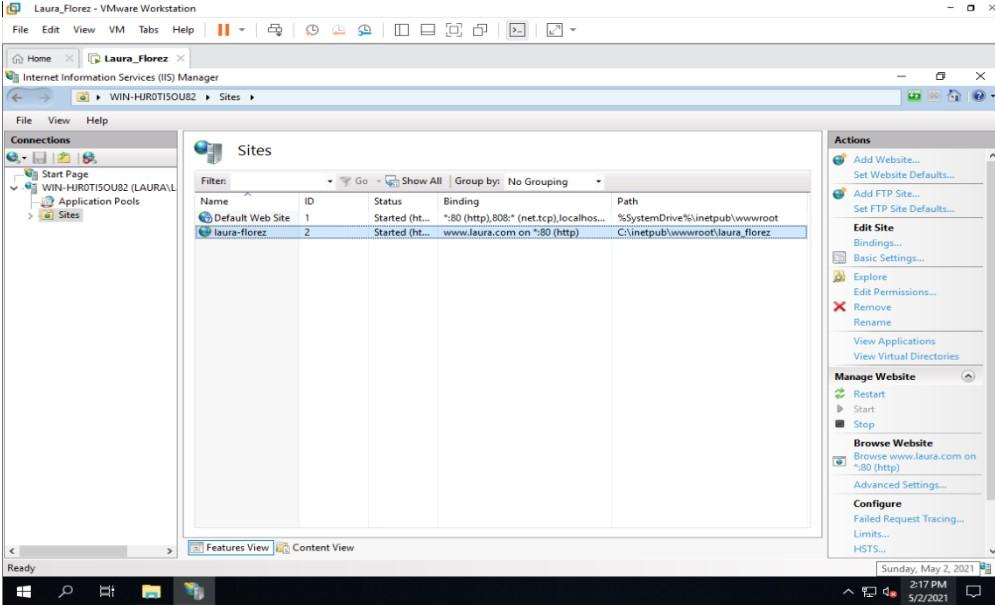 Laura_Florez - VMware Workstation
File Edit View VM Tabs Help
Home Laura_Florez
Internet Information Services (IIS) Manager
WIN-HJR0TI5OU82 Sites
File View Help
Connections
Start Page
WIN-HJR0TI5OU82 (LAURA\L
Application Pools
Sites
Sites
Filter: Go Show All Group by: No Grouping
Name ID Status Binding Path
Default Web Site 1 Started (ht... *:80 (http),808:* (net.tcp),localhos... %SystemDrive%\inetpub\wwwroot
laura-florez 2 Started (ht... www.laura.com on *:80 (http) C:\inetpub\wwwroot\laura_florez
Features View Content View
Actions
Add Website...
Set Website Defaults...
Add FTP Site...
Set FTP Site Defaults...
Edit Site
Bindings...
Basic Settings...
Explore
Edit Permissions...
Remove
Rename
View Applications
View Virtual Directories
Manage Website
Restart
Start
Stop
Browse Website
Browse www.laura.com on
*:80 (http)
Advanced Settings...
Configure
Failed Request Tracing...
Limits...
HSTS...
Ready
Sunday, May 2, 2021
2:17 PM
5/2/2021